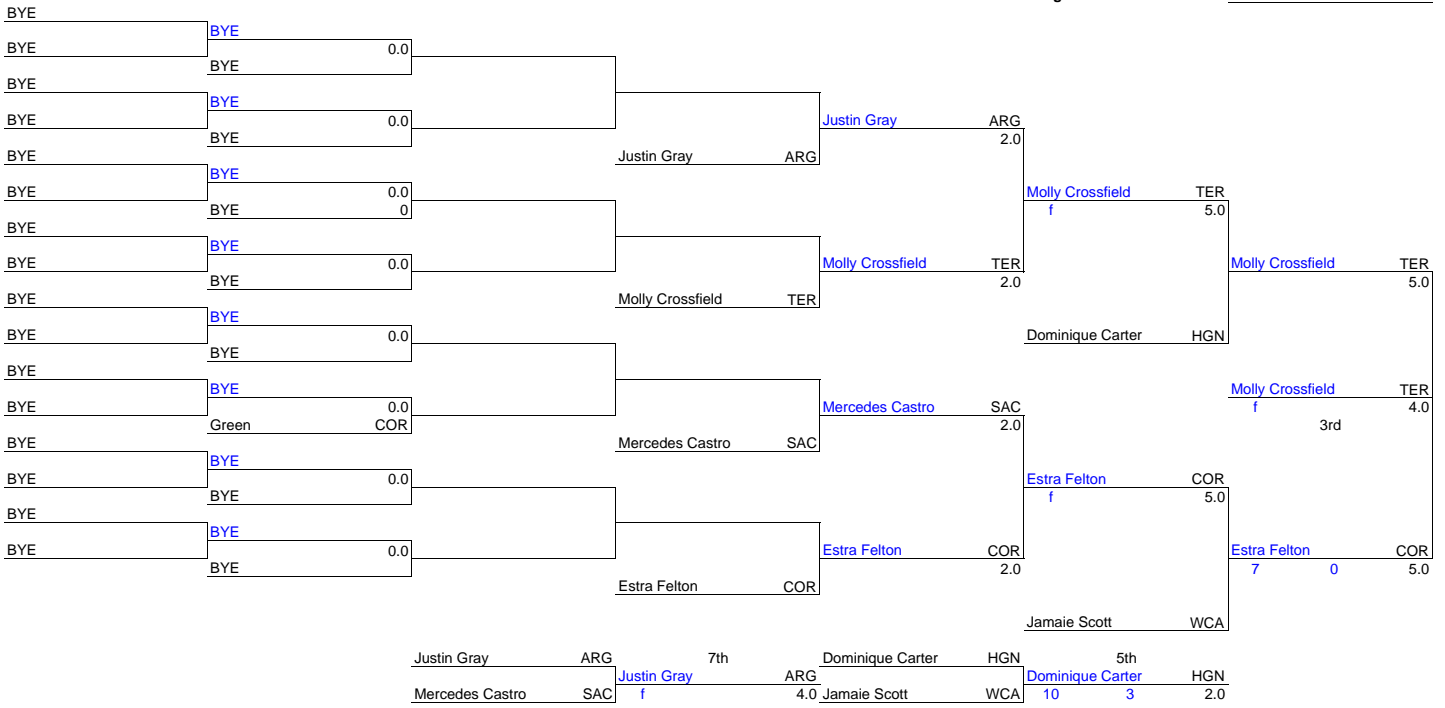 g
BYE
BYE
BYE 0.0
BYE
BYE
BYE
BYE 0.0
BYE
BYE
BYE
BYE 0.0
BYE 0
BYE
BYE
BYE 0.0
BYE
BYE
BYE
BYE 0.0
BYE
BYE
BYE
BYE 0.0
Green COR
BYE
BYE
BYE 0.0
BYE
BYE
BYE
BYE 0.0
BYE
Justin Gray ARG
Molly Crossfield TER
Mercedes Castro SAC
Estra Felton COR
Justin Gray ARG
2.0
Molly Crossfield TER
2.0
Mercedes Castro SAC
2.0
Estra Felton COR
2.0
Molly Crossfield TER
f 5.0
Dominique Carter HGN
Estra Felton COR
f 5.0
Jamaie Scott WCA
Molly Crossfield TER
5.0
Molly Crossfield TER
f 4.0
3rd
Estra Felton COR
7 0 5.0
Justin Gray ARG
Mercedes Castro SAC
7th
Justin Gray ARG
f 4.0
Dominique Carter HGN
Jamaie Scott WCA
5th
Dominique Carter HGN
10 3 2.0